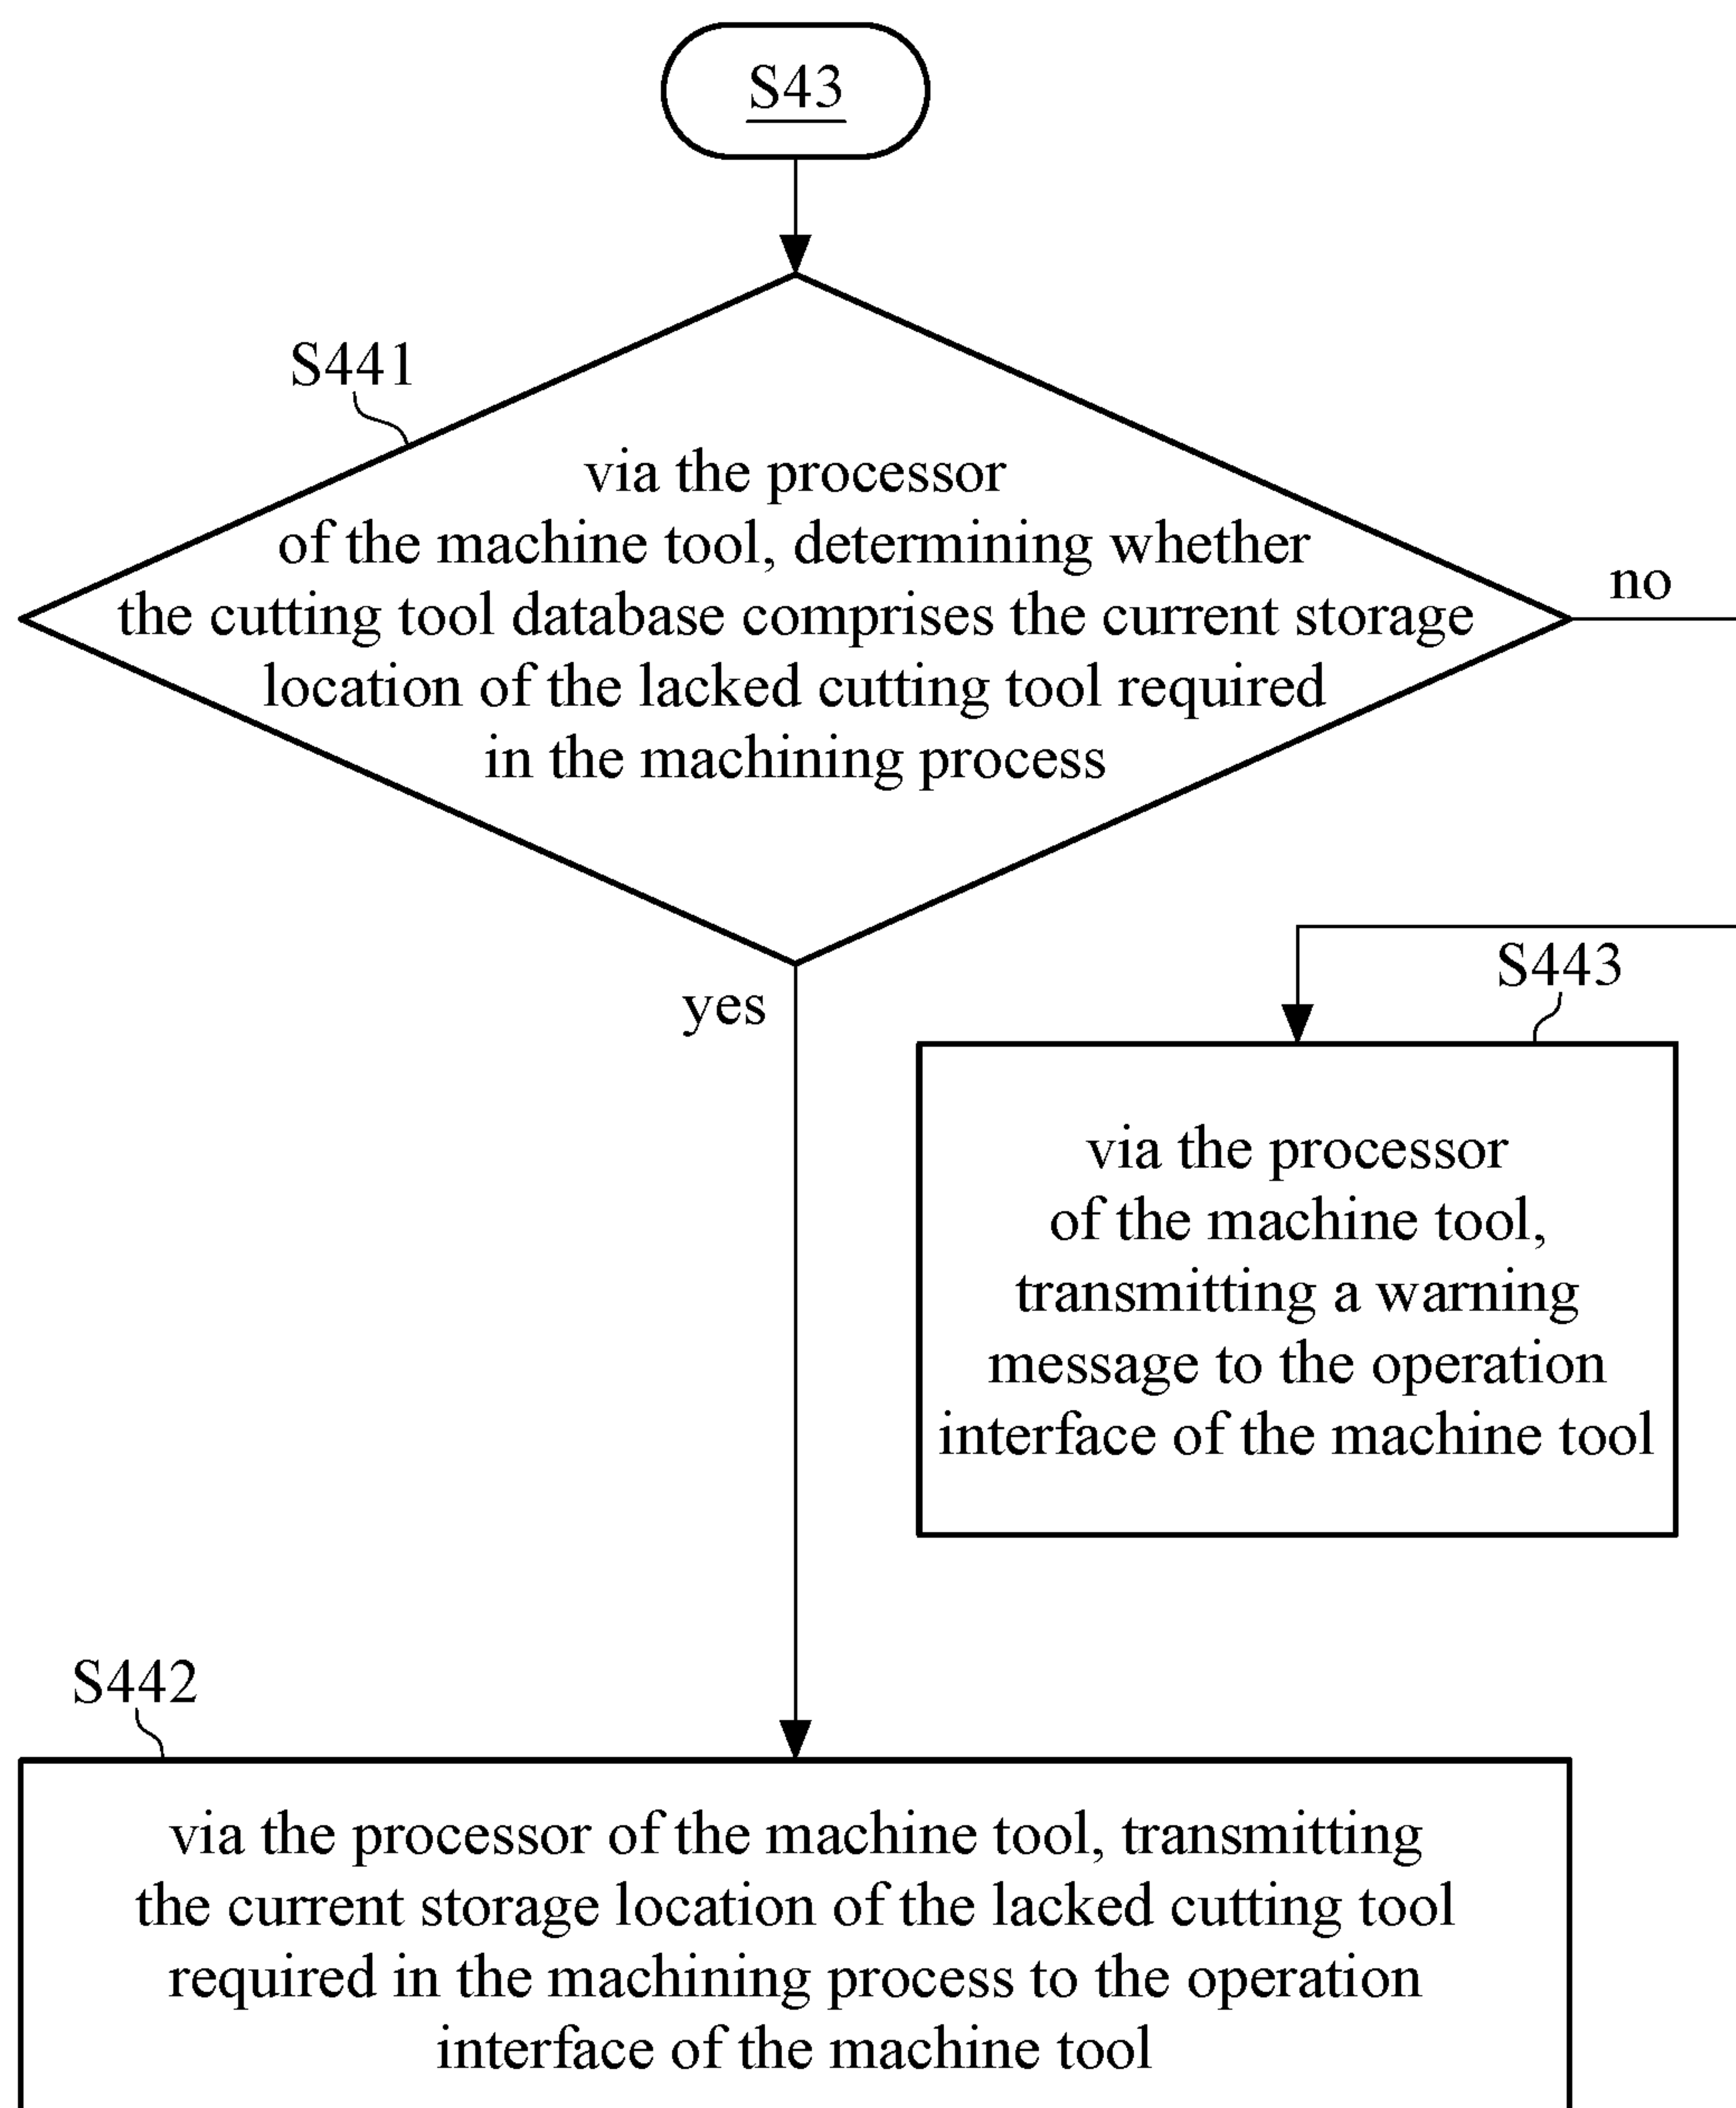 S43
S441
via the processor
of the machine tool, determining whether
the cutting tool database comprises the current storage
location of the lacked cutting tool required
in the machining process
no
yes
S443
via the processor
of the machine tool,
transmitting a warning
message to the operation
interface of the machine tool
S442
via the processor of the machine tool, transmitting
the current storage location of the lacked cutting tool
required in the machining process to the operation
interface of the machine tool